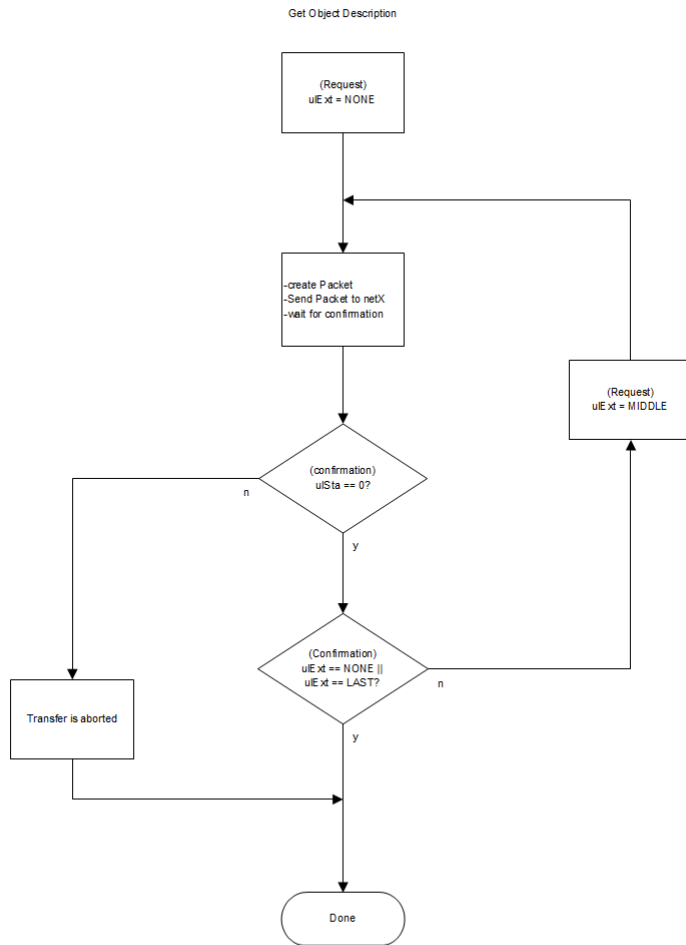 Get Object Description
(Request)
ulExt = NONE
-create Packet
-Send Packet to netX
-wait for confirmation
(Request)
ulExt = MIDDLE
(confirmation)
ulSta == 0?
n
y
(Confirmation)
ulExt == NONE ||
ulExt == LAST?
n
Transfer is aborted
y
Done